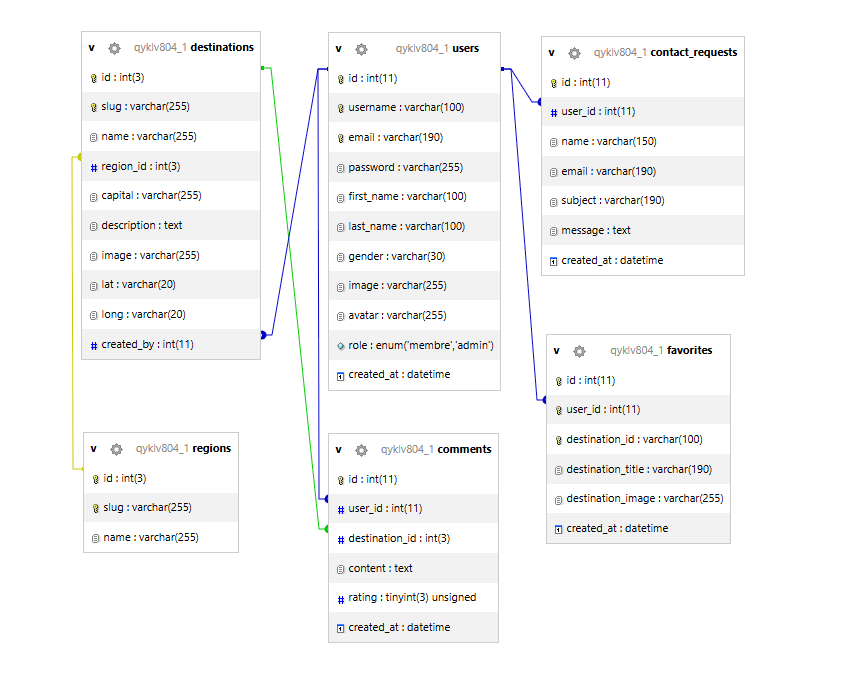 v qyklv804_1 destinations
id : int(3)
slug : varchar(255)
name : varchar(255)
# region_id : int(3)
capital : varchar(255)
description : text
image : varchar(255)
lat : varchar(20)
long : varchar(20)
# created_by : int(11)
v qyklv804_1 users
id : int(11)
username : varchar(100)
email : varchar(190)
password : varchar(255)
first_name : varchar(100)
last_name : varchar(100)
gender : varchar(30)
image : varchar(255)
avatar : varchar(255)
role : enum('membre','admin')
created_at : datetime
v qyklv804_1 contact_requests
id : int(11)
# user_id : int(11)
name : varchar(150)
email : varchar(190)
subject : varchar(190)
message : text
created_at : datetime
v qyklv804_1 favorites
id : int(11)
user_id : int(11)
destination_id : varchar(100)
destination_title : varchar(190)
destination_image : varchar(255)
created_at : datetime
v qyklv804_1 regions
id : int(3)
slug : varchar(255)
name : varchar(255)
v qyklv804_1 comments
id : int(11)
# user_id : int(11)
# destination_id : int(3)
content : text
# rating : tinyint(3) unsigned
created_at : datetime